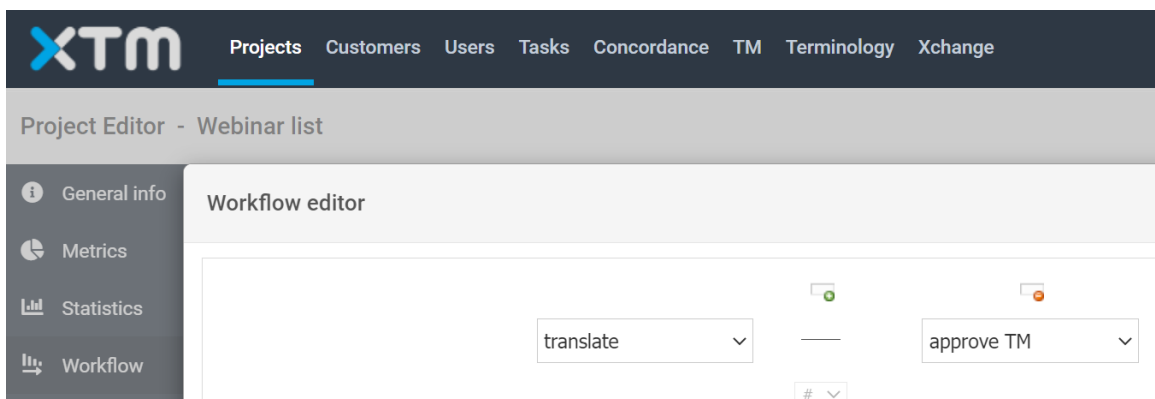 XTM Projects Customers Users Tasks Concordance TM Terminology Xchange
Project Editor - Webinar list
General info
Metrics
Statistics
Workflow
Workflow editor
translate
approve TM
#